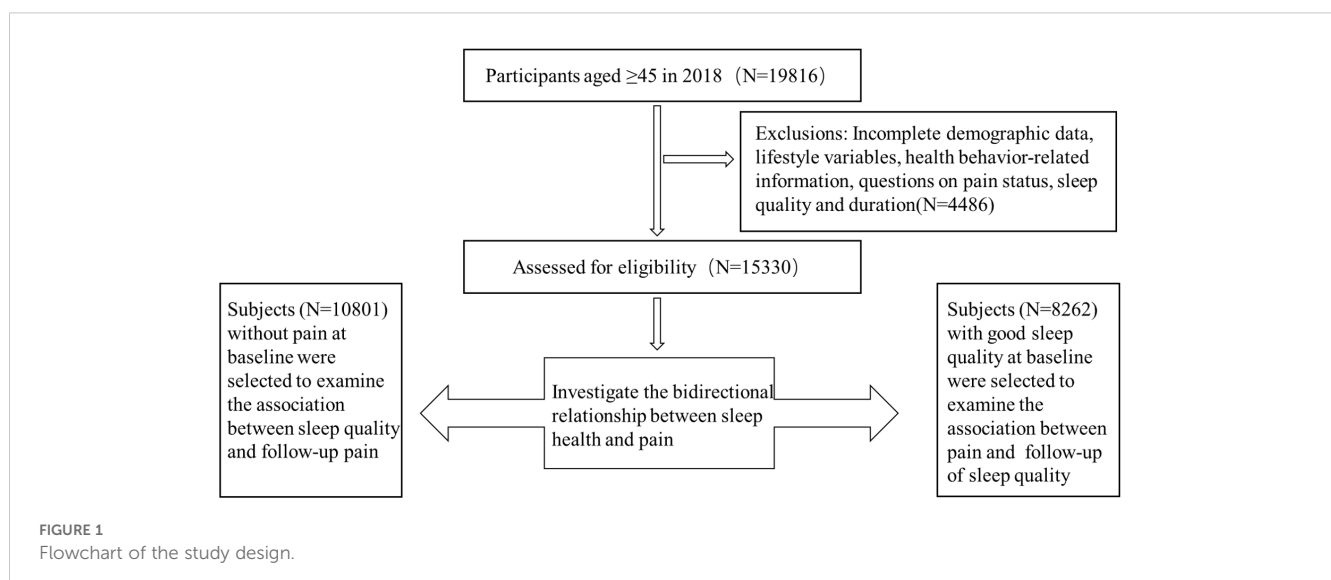 Participants aged ≥45 in 2018（N=19816）
Exclusions: Incomplete demographic data,
lifestyle variables, health behavior-related
information, questions on pain status, sleep
quality and duration(N=4486)
Assessed for eligibility（N=15330）
Subjects (N=10801)
without pain at
baseline were
selected to examine
the association
between sleep quality
and follow-up pain
Investigate the bidirectional
relationship between sleep
health and pain
Subjects (N=8262)
with good sleep
quality at baseline
were selected to
examine the
association between
pain and follow-up
of sleep quality
FIGURE 1
Flowchart of the study design.